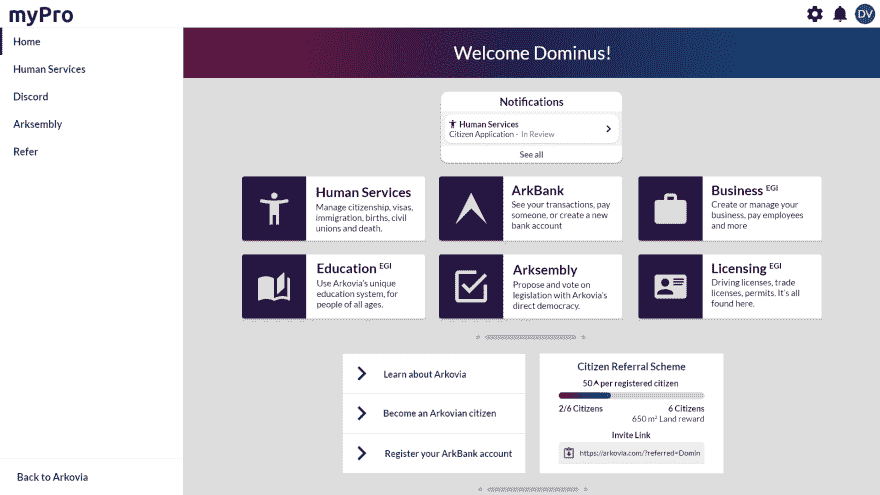 myPro
DV
Home
Human Services
Discord
Arksembly
Refer
Back to Arkovia
Welcome Dominus!
Notifications
Human Services
Citizen Application - In Review
See all
Human Services
Manage citizenship, visas,
immigration, births, civil
unions and death.
ArkBank
See your transactions, pay
someone, or create a new
bank account
Business EGI
Create or manage your
business, pay employees
and more
Education EGI
Use Arkovia's unique
education system, for
people of all ages.
Arksembly
Propose and vote on
legislation with Arkovia's
direct democracy.
Licensing EGI
Driving licenses, trade
licenses, permits. It's all
found here.
Learn about Arkovia
Become an Arkovian citizen
Register your ArkBank account
Citizen Referral Scheme
50 per registered citizen
2/6 Citizens 6 Citizens
650 m² Land reward
Invite Link
https://arkovia.com/?referred=Domin